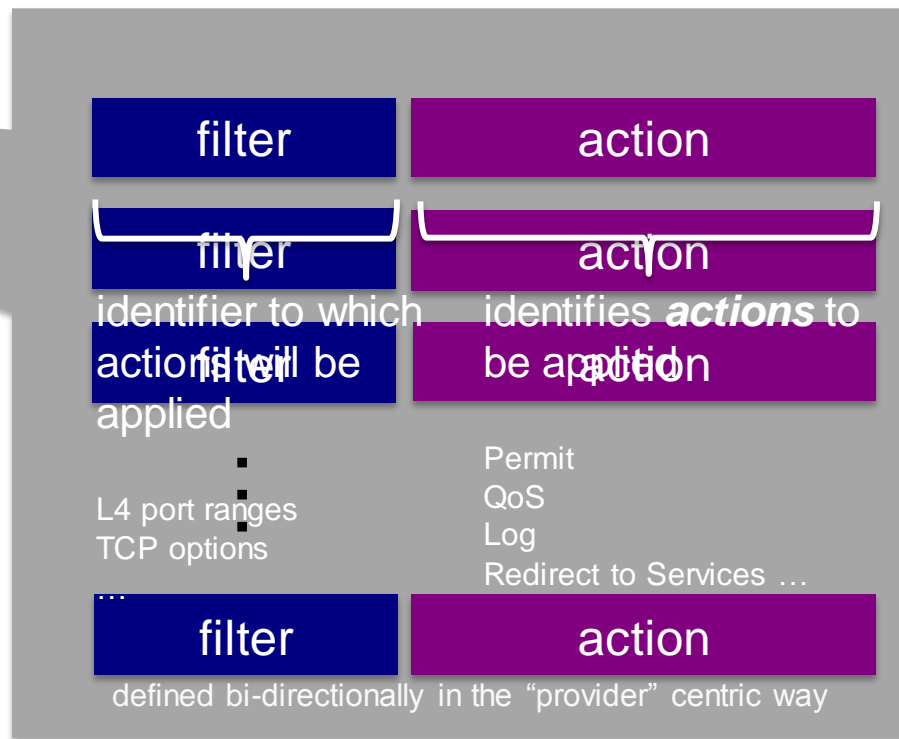 filter action
filter action
identifier to which
actions will be
applied
identifies actions to
be applied
filter action
L4 port ranges
TCP options
…
Permit
QoS
Log
Redirect to Services …
filter action
defined bi-directionally in the “provider” centric way